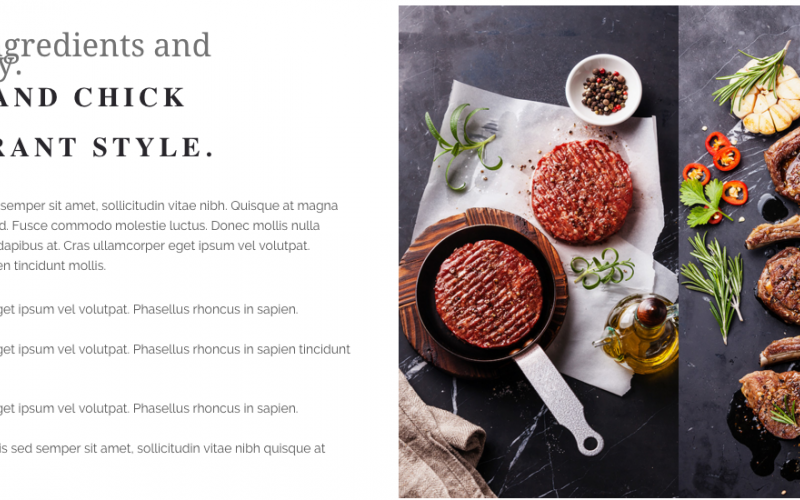 gredients and
y.
AND CHICK
RANT STYLE.
semper sit amet, sollicitudin vitae nibh. Quisque at magna
d. Fusce commodo molestie luctus. Donec mollis nulla
dapibus at. Cras ullamcorper eget ipsum vel volutpat.
en tincidunt mollis.
get ipsum vel volutpat. Phasellus rhoncus in sapien.
get ipsum vel volutpat. Phasellus rhoncus in sapien tincidunt
get ipsum vel volutpat. Phasellus rhoncus in sapien.
is sed semper sit amet, sollicitudin vitae nibh quisque at